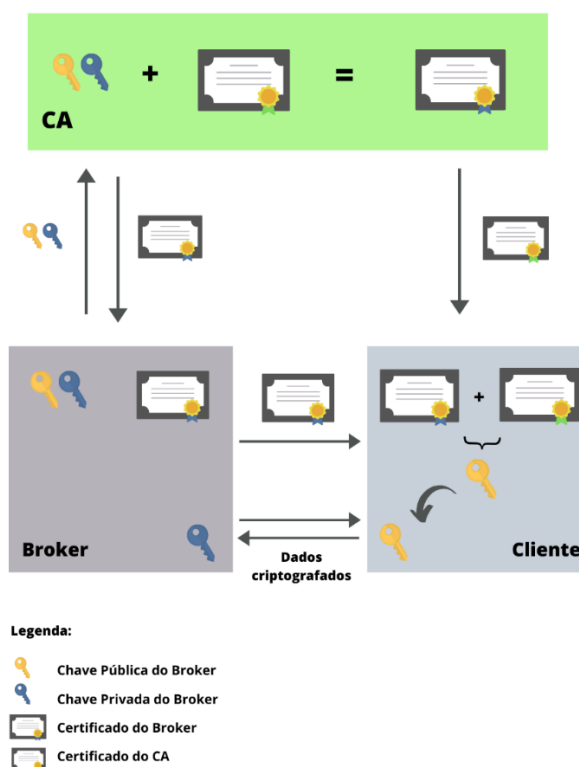 CA
Broker
Cliente
Dados
criptografados
Legenda:
Chave Pública do Broker
Chave Privada do Broker
Certificado do Broker
Certificado do CA